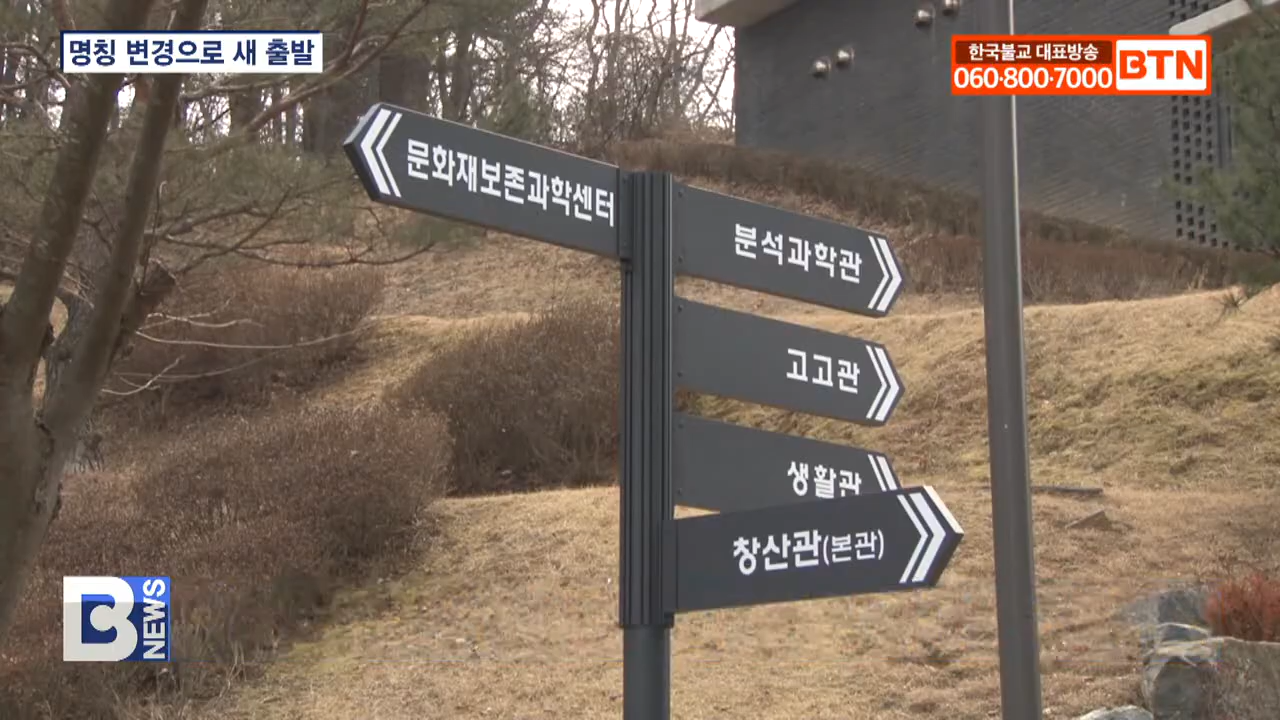 명칭 변경으로 새 출발
한국불교 대표방송
060·800·7000
BTN
문화재보존과학센터
분석과학관
고고관
생활관
창산관(본관)
B NEWS